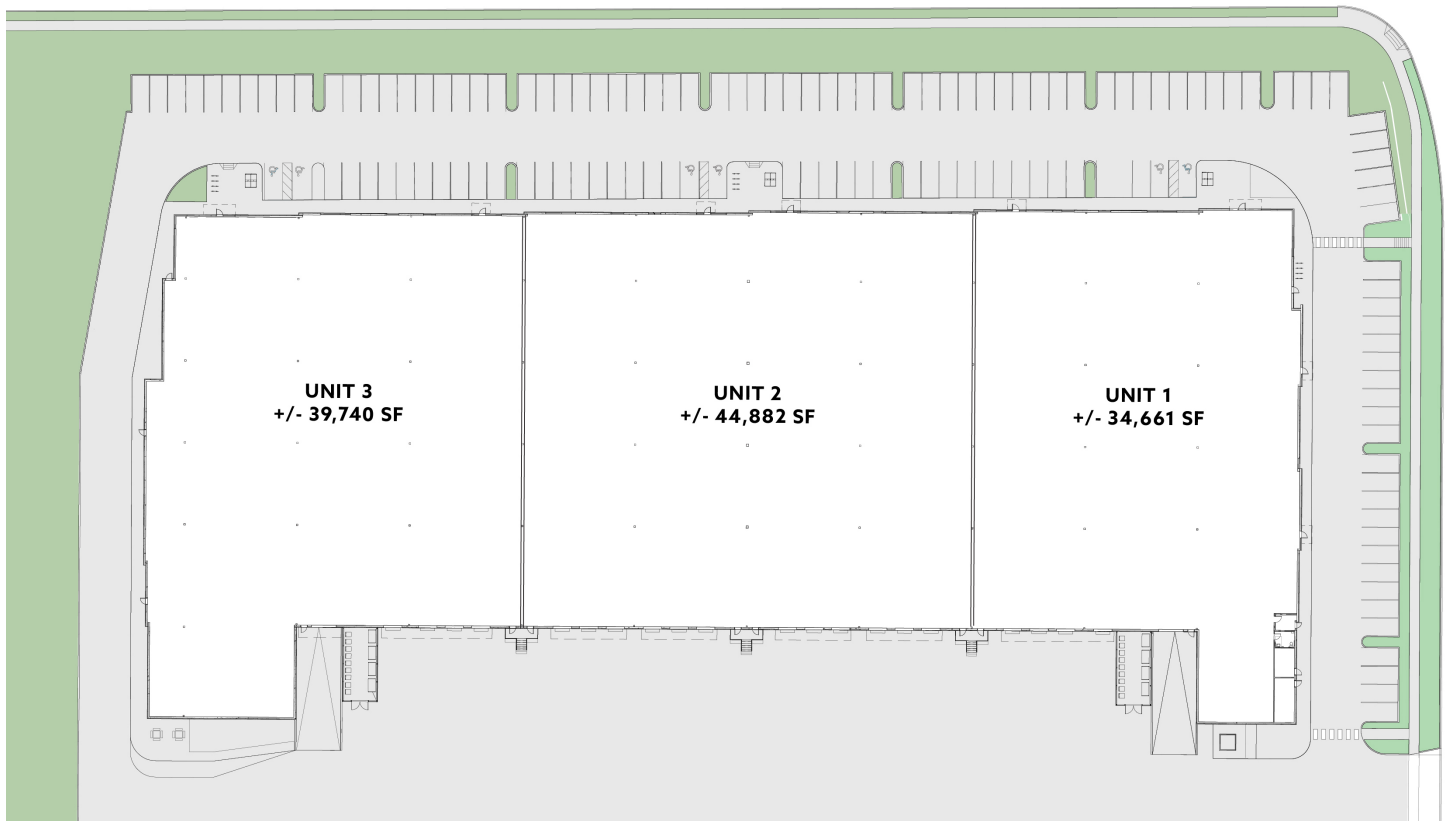 UNIT 3
+/- 39,740 SF
UNIT 2
+/- 44,882 SF
UNIT 1
+/- 34,661 SF